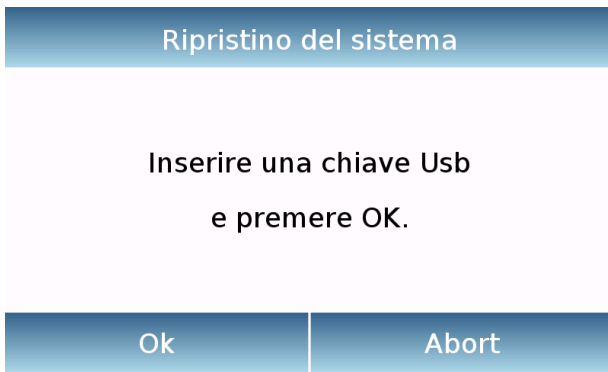 Ripristino del sistema
Inserire una chiave Usb
e premere OK.
Ok
Abort